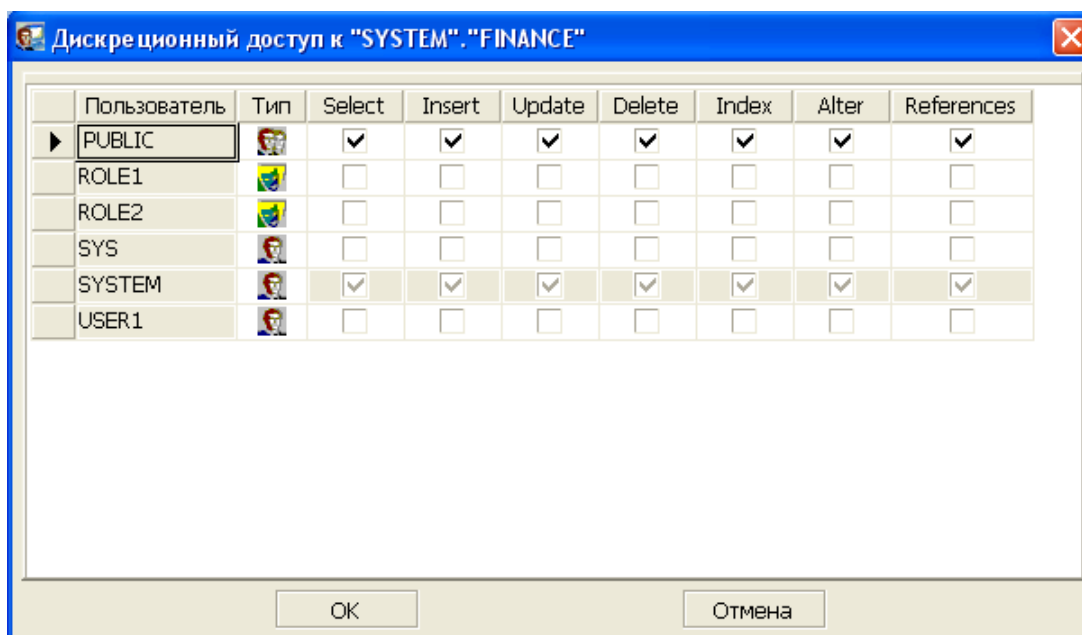 Дискреционный доступ к "SYSTEM"."FINANCE"
Пользователь Тип Select Insert Update Delete Index Alter References
PUBLIC
ROLE1
ROLE2
SYS
SYSTEM
USER1
OK Отмена